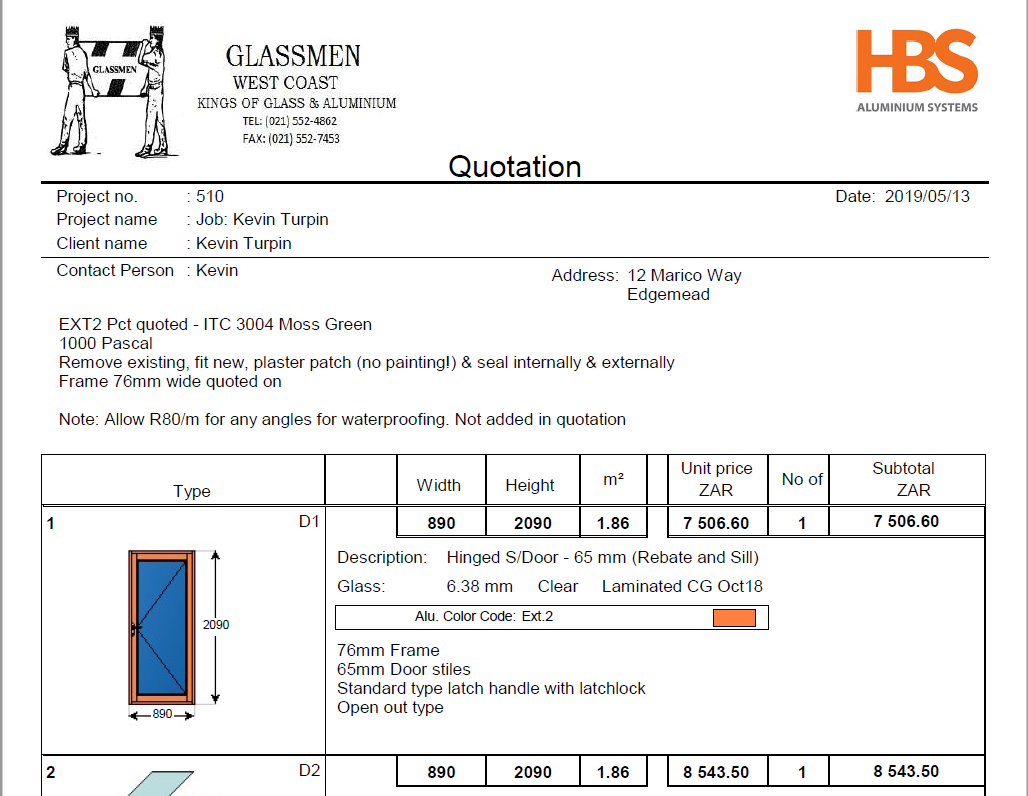 GLASSMEN
GLASSMEN
WEST COAST
KINGS OF GLASS & ALUMINIUM
TEL: (021) 552-4862
FAX: (021) 552-7453
HBS
ALUMINIUM SYSTEMS
Quotation
Project no. : 510 Date: 2019/05/13
Project name : Job: Kevin Turpin
Client name : Kevin Turpin
Contact Person : Kevin Address: 12 Marico Way
Edgemead
EXT2 Pct quoted - ITC 3004 Moss Green
1000 Pascal
Remove existing, fit new, plaster patch (no painting!) & seal internally & externally
Frame 76mm wide quoted on
Note: Allow R80/m for any angles for waterproofing. Not added in quotation
Type Width Height m² Unit price ZAR No of Subtotal ZAR
1 D1 890 2090 1.86 7 506.60 1 7 506.60
Description: Hinged S/Door - 65 mm (Rebate and Sill)
Glass: 6.38 mm Clear Laminated CG Oct18
Alu. Color Code: Ext.2
2090
890
76mm Frame
65mm Door stiles
Standard type latch handle with latchlock
Open out type
2 D2 890 2090 1.86 8 543.50 1 8 543.50